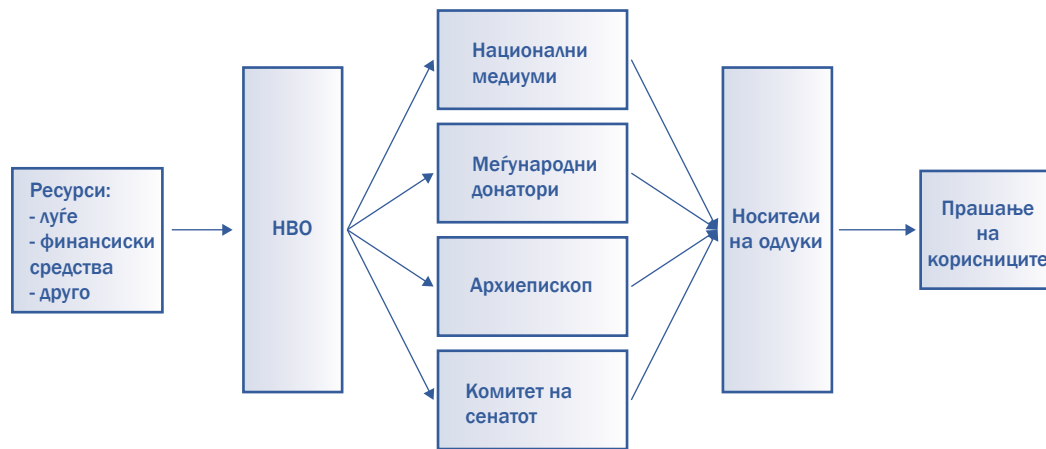 Ресурси:
- луѓе
- финансиски
средства
- друго
НВО
Национални
медиуми
Меѓународни
донатори
Архиепископ
Комитет на
сенатот
Носители
на одлуки
Прашање
на
корисниците